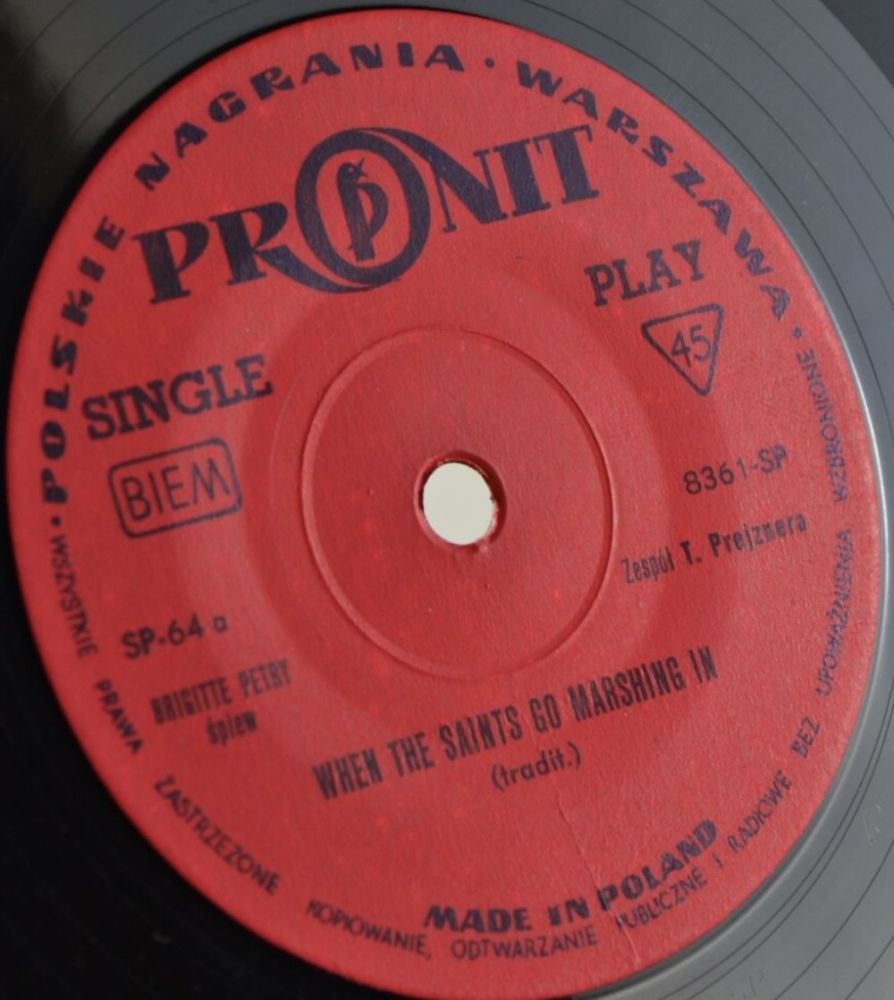 POLSKIE NAGRANIA · WARSZAWA ·
PRONIT
SINGLE
PLAY
BIEM
45
8361-SP
SP-64 a
Zespół T. Prejznera
BRIGITTE PETRY
śpiew
WHEN THE SAINTS GO MARSHING IN
(tradit.)
MADE IN POLAND
· WSZYSTKIE PRAWA ZASTRZEŻONE KOPIOWANIE, ODTWARZANIE PUBLICZNE I RADIOWE BEZ UPOWAŻNIENIA WZBRONIONE